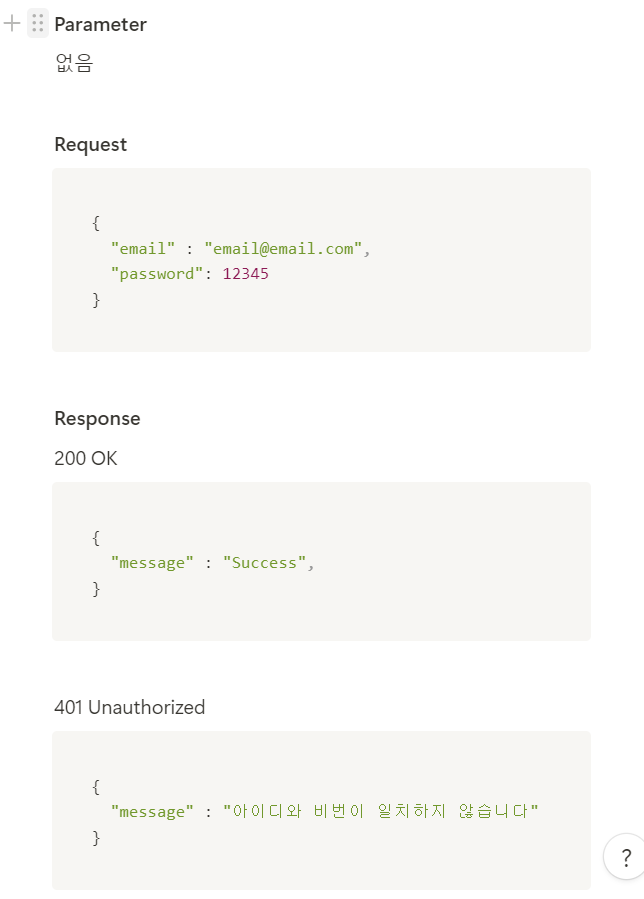 Parameter
없음
Request
{
"email" : "email@email.com",
"password": 12345
}
Response
200 OK
{
"message" : "Success",
}
401 Unauthorized
{
"message" : "아이디와 비번이 일치하지 않습니다"
}
?